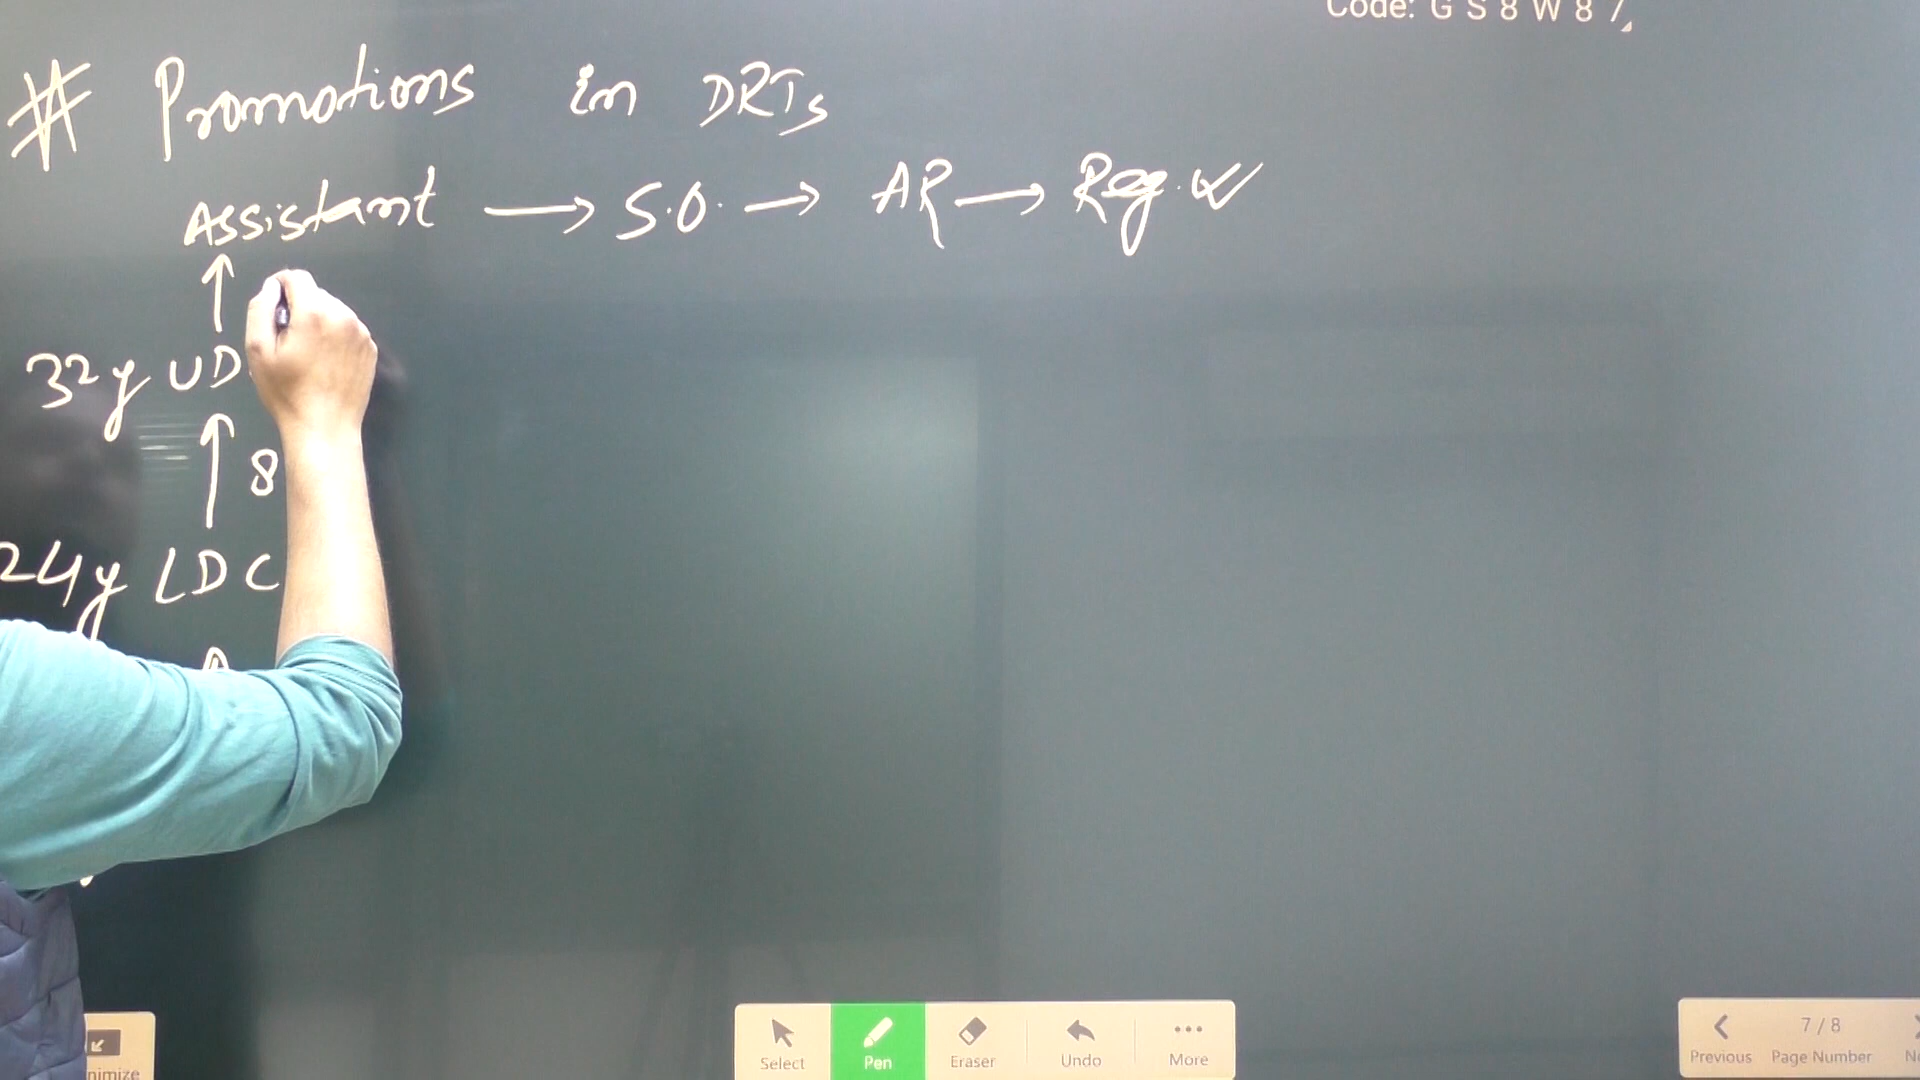 Code: G S 8 W 8 7
# Promotions in DRTs
Assistant → S.O. → AR → Reg. ✓
↑
32y UD
↑ 8
24y LDC
↑
Select Pen Eraser Undo More
Previous 7 / 8 Page Number